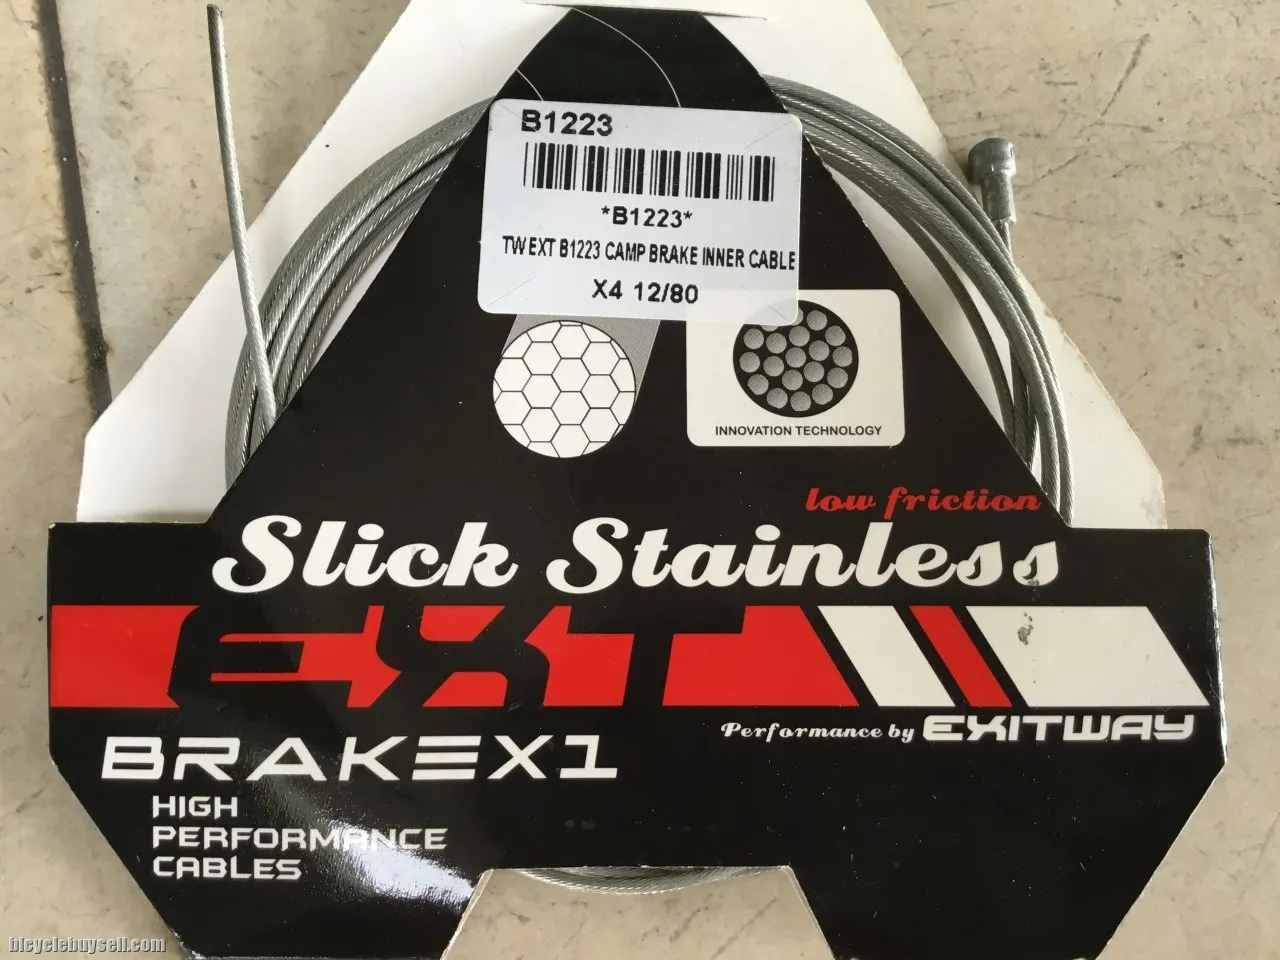 B1223
*B1223*
TW EXT B1223 CAMP BRAKE INNER CABLE
X4 12/80
INNOVATION TECHNOLOGY
low friction
Slick Stainless
EXT
Performance by EXITWAY
BRAKEX1
HIGH
PERFORMANCE
CABLES
bicyclebuysell.com